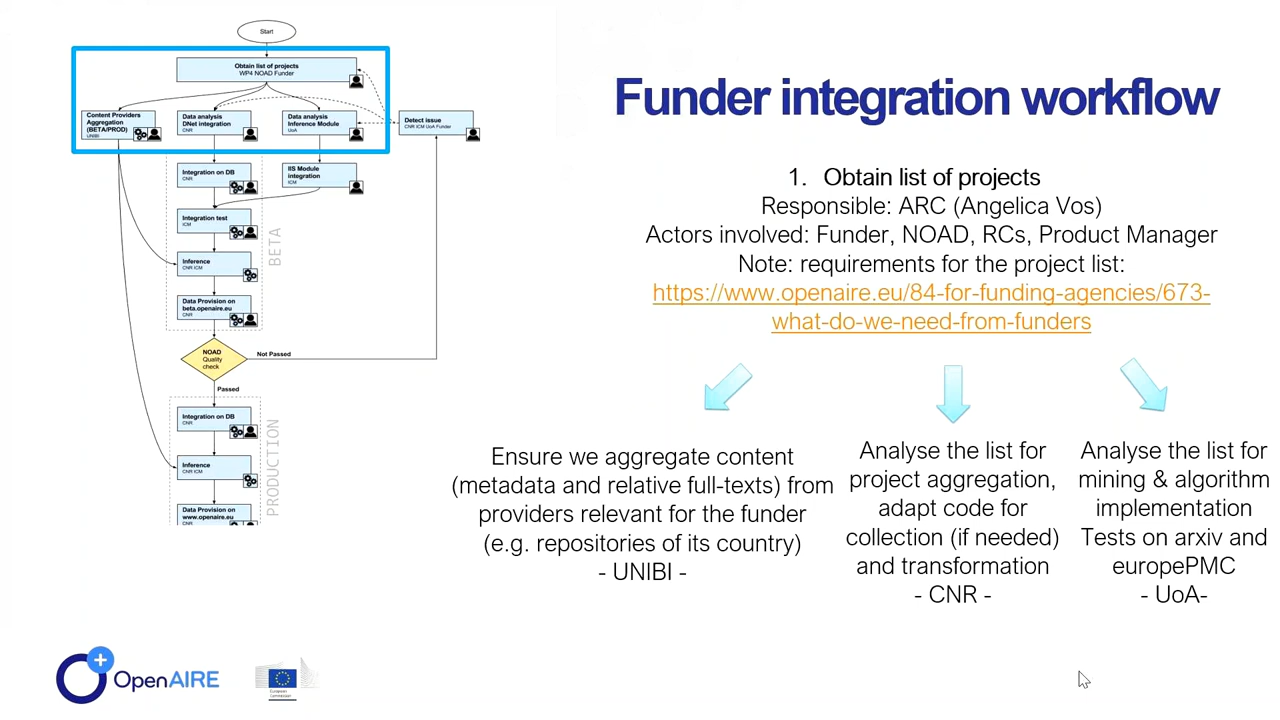 Start
Obtain list of projects
WP4 NOAD Funder
Content Providers
Aggregation
(BETA/PROD)
UNIBI
Data analysis
DNet integration
CNR
Data analysis
Inference Module
UoA
Detect issue
CNR ICM UoA Funder
Integration on DB
CNR
IIS Module
integration
ICM
Integration test
ICM
BETA
Inference
CNR ICM
Data Provision on
beta.openaire.eu
CNR
NOAD
Quality
check
Not Passed
Passed
Integration on DB
CNR
Inference
CNR ICM
PRODUCTION
Data Provision on
www.openaire.eu
CNR
Funder integration workflow
1. Obtain list of projects
Responsible: ARC (Angelica Vos)
Actors involved: Funder, NOAD, RCs, Product Manager
Note: requirements for the project list:
https://www.openaire.eu/84-for-funding-agencies/673-
what-do-we-need-from-funders
Ensure we aggregate content
(metadata and relative full-texts) from
providers relevant for the funder
(e.g. repositories of its country)
- UNIBI -
Analyse the list for
project aggregation,
adapt code for
collection (if needed)
and transformation
- CNR -
Analyse the list for
mining & algorithm
implementation
Tests on arxiv and
europePMC
- UoA-
OpenAIRE
European
Commission